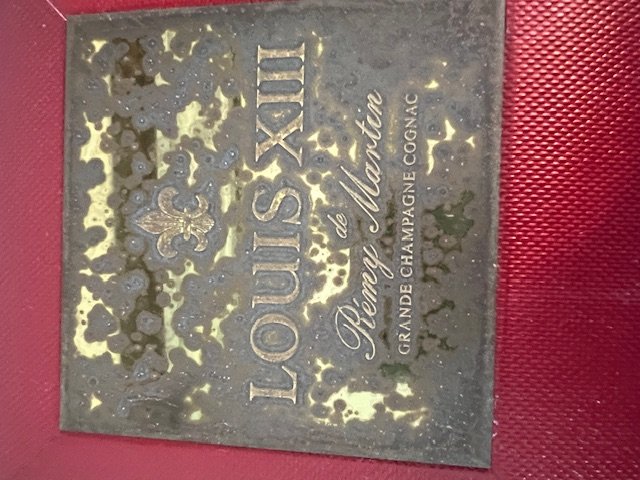 LOUIS XIII
de
Rémy Martin
GRANDE CHAMPAGNE COGNAC